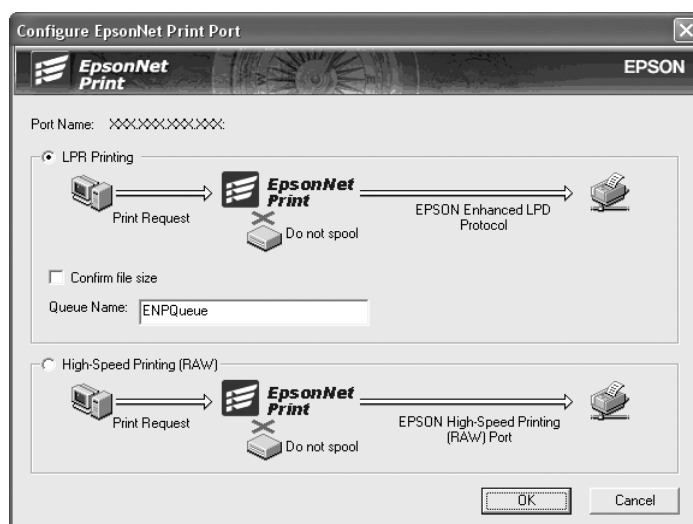 Configure EpsonNet Print Port
EpsonNet
Print
EPSON
Port Name: XXX.XXX.XXX.XXX:
LPR Printing
Print Request
EpsonNet
Print
Do not spool
EPSON Enhanced LPD
Protocol
Confirm file size
Queue Name: ENPQueue
High-Speed Printing (RAW)
Print Request
EpsonNet
Print
Do not spool
EPSON High-Speed Printing
(RAW) Port
OK
Cancel